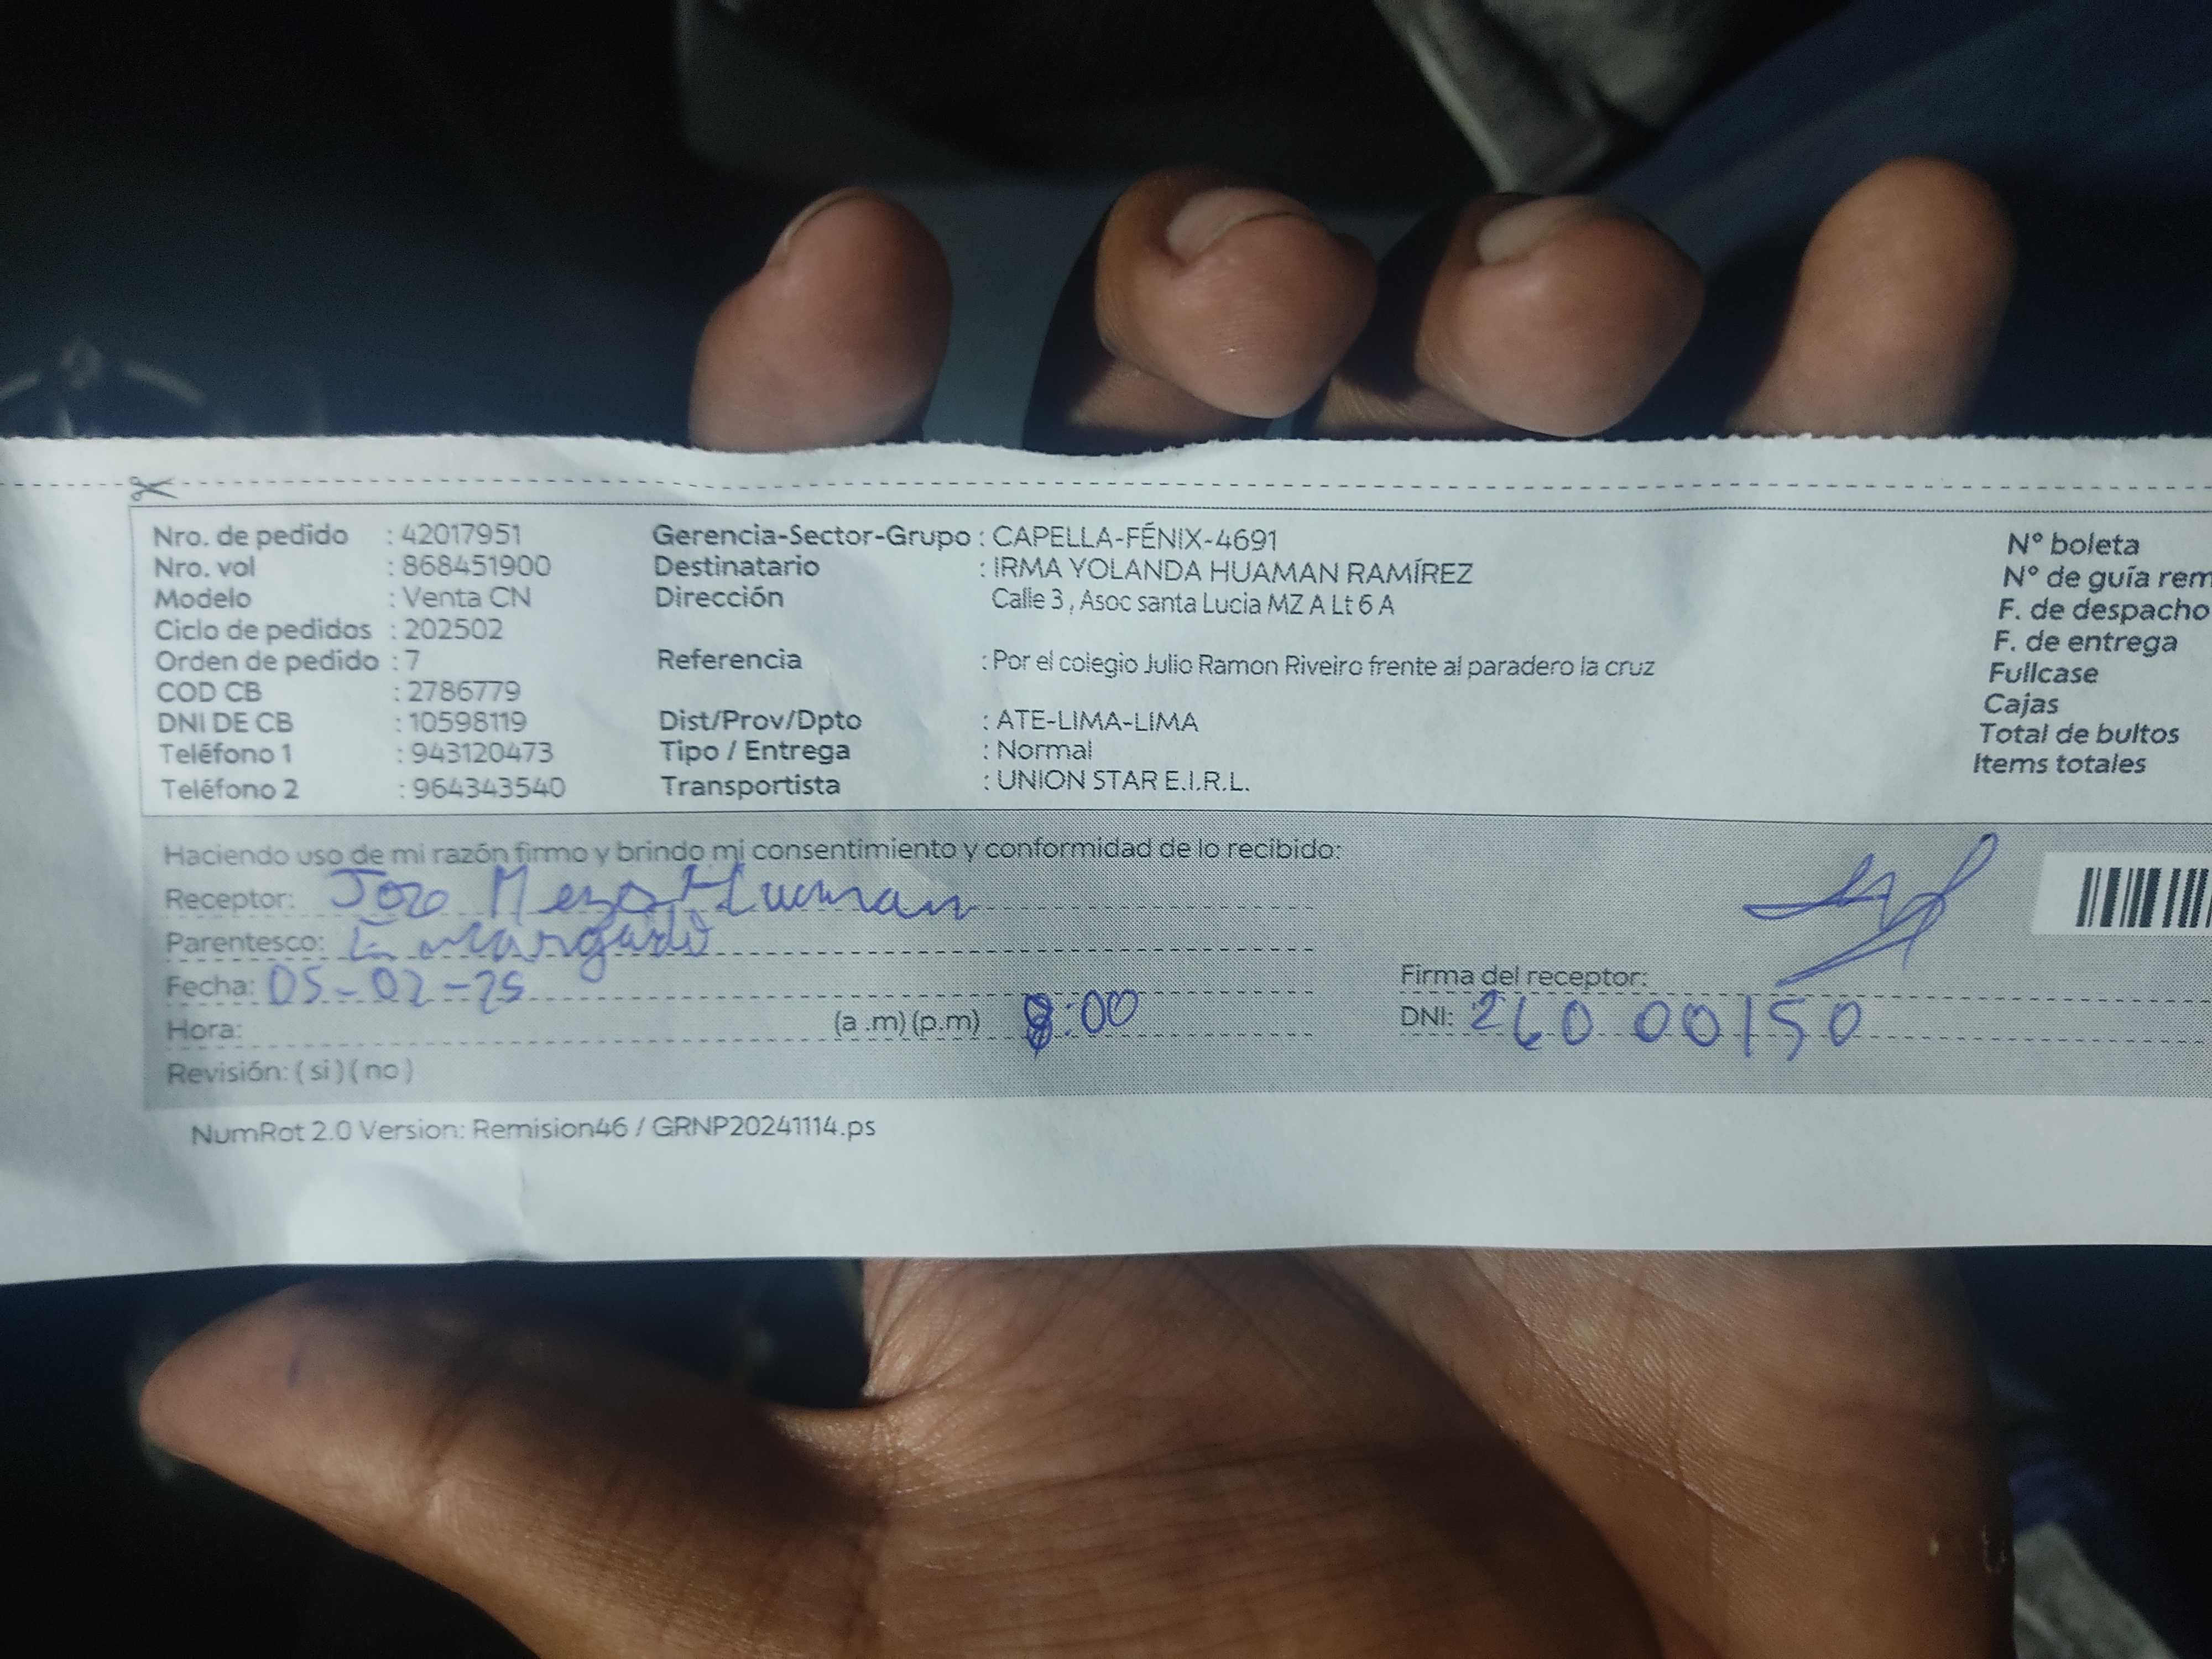 Nro. de pedido : 42017951 Gerencia-Sector-Grupo : CAPELLA-FÉNIX-4691 N° boleta
Nro. vol : 868451900 Destinatario : IRMA YOLANDA HUAMAN RAMÍREZ N° de guía rem
Modelo : Venta CN Dirección Calle 3 , Asoc santa Lucia MZ A Lt 6 A F. de despacho
Ciclo de pedidos : 202502 F. de entrega
Orden de pedido : 7 Referencia : Por el colegio Julio Ramon Riveiro frente al paradero la cruz Fullcase
COD CB : 2786779 Cajas
DNI DE CB : 10598119 Dist/Prov/Dpto : ATE-LIMA-LIMA Total de bultos
Teléfono 1 : 943120473 Tipo / Entrega : Normal Items totales
Teléfono 2 : 964343540 Transportista : UNION STAR E.I.R.L.
Haciendo uso de mi razón firmo y brindo mi consentimiento y conformidad de lo recibido:
Receptor: Meza Huaman
Parentesco: Encargado
Fecha: 05-02-25 Firma del receptor:
Hora: (a .m) (p.m) :00 DNI: 26000150
Revisión: ( si ) ( no )
NumRot 2.0 Version: Remision46 / GRNP20241114.ps